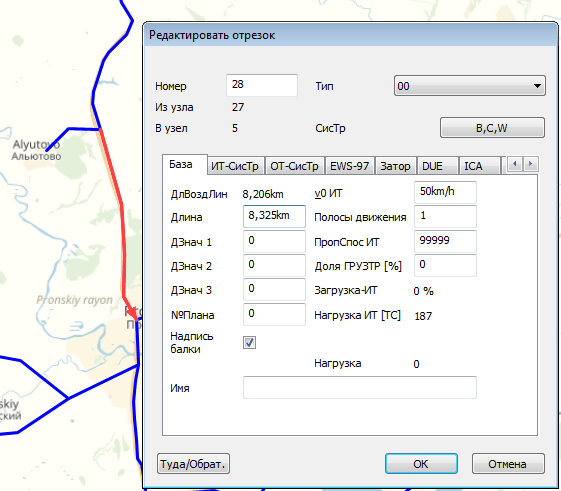 Редактировать отрезок
Номер 28 Тип 00
Из узла 27
В узел 5 СисТр B,C,W
Alyutovo
Альютово
База ИТ-СисТр ОТ-СисТр EWS-97 Затор DUE ICA
ДлВоздЛин 8,206km v0 ИТ 50km/h
Длина 8,325km Полосы движения 1
ДЗнач 1 0 ПропСпос ИТ 99999
ДЗнач 2 0 Доля ГРУЗТР [%] 0
ДЗнач 3 0 Загрузка-ИТ 0 %
Pronskiy rayon
№Плана 0 Нагрузка ИТ [ТС] 187
Надпись
балки
Нагрузка 0
Имя
skiy
ский
Туда/Обрат. OK Отмена